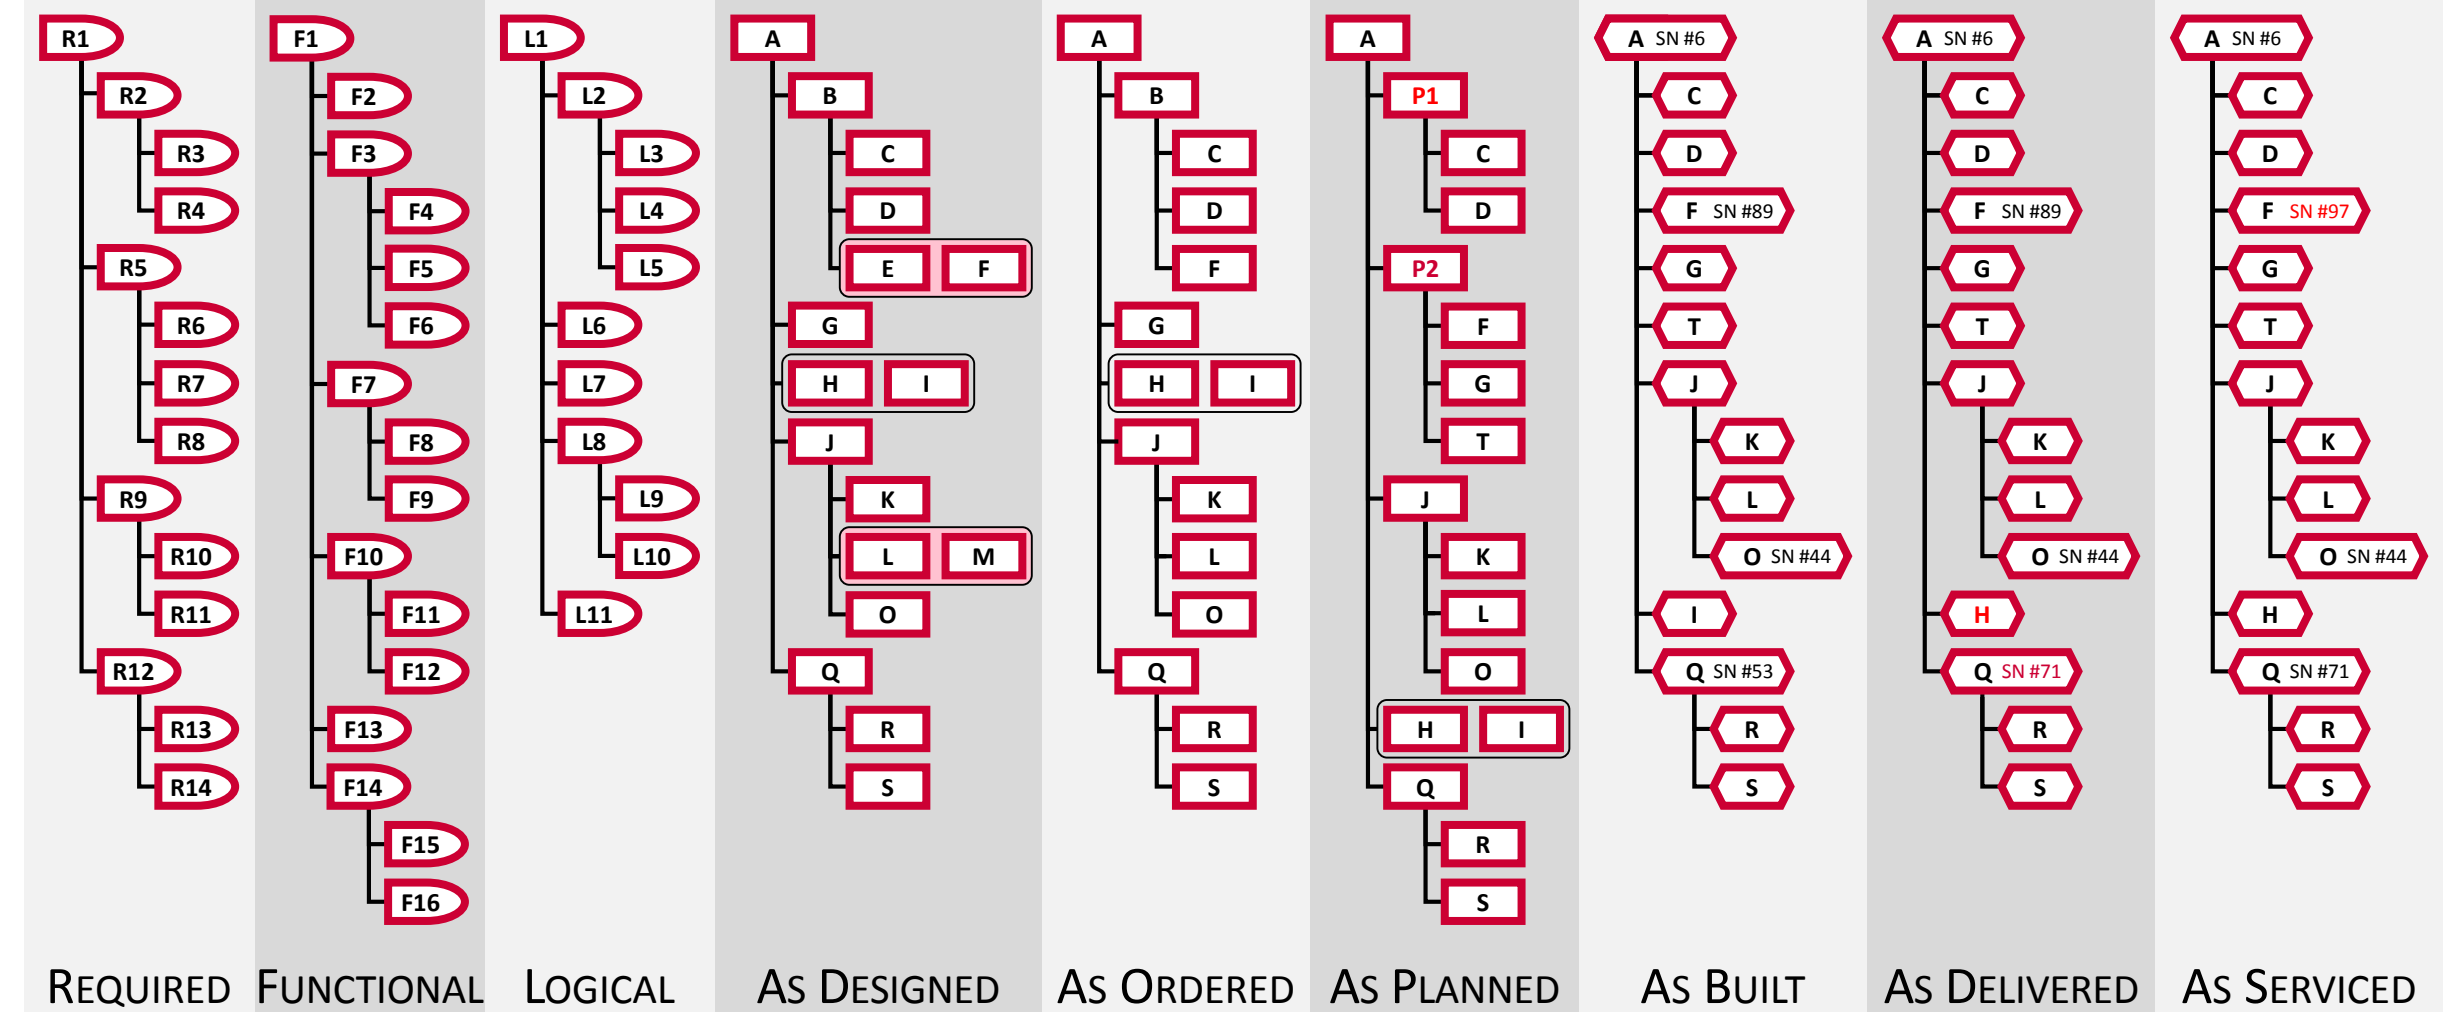 R1
R2
R3
R4
R5
R6
R7
R8
R9
R10
R11
R12
R13
R14
REQUIRED
F1
F2
F3
F4
F5
F6
F7
F8
F9
F10
F11
F12
F13
F14
F15
F16
FUNCTIONAL
L1
L2
L3
L4
L5
L6
L7
L8
L9
L10
L11
LOGICAL
A
B
C
D
E F
G
H I
J
K
L M
O
Q
R
S
AS DESIGNED
A
B
C
D
F
G
H I
J
K
L
O
Q
R
S
AS ORDERED
A
P1
C
D
P2
F
G
T
J
K
L
O
H I
Q
R
S
AS PLANNED
A SN #6
C
D
F SN #89
G
T
J
K
L
O SN #44
I
Q SN #53
R
S
AS BUILT
A SN #6
C
D
F SN #89
G
T
J
K
L
O SN #44
H
Q SN #71
R
S
AS DELIVERED
A SN #6
C
D
F SN #97
G
T
J
K
L
O SN #44
H
Q SN #71
R
S
AS SERVICED